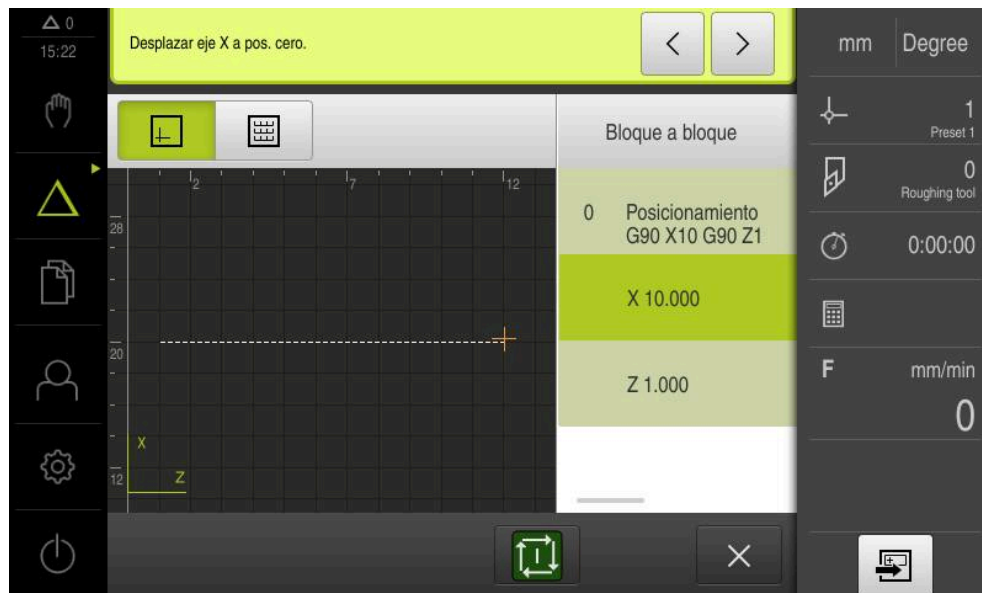 0
15:22
Desplazar eje X a pos. cero.
mm Degree
1
Preset 1
0
Roughing tool
0:00:00
F mm/min
0
Bloque a bloque
0 Posicionamiento
G90 X10 G90 Z1
X 10.000
Z 1.000
2 7 12
28
20
12
X
Z